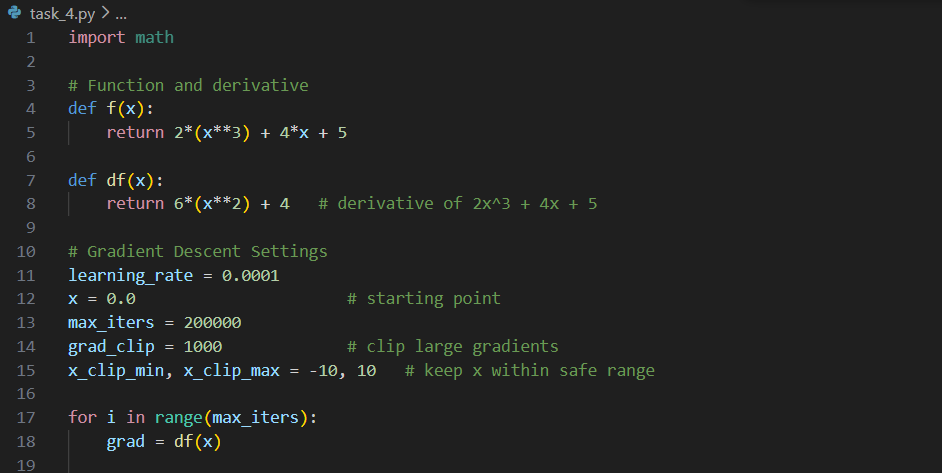 task_4.py > ...
1 import math
2
3 # Function and derivative
4 def f(x):
5     return 2*(x**3) + 4*x + 5
6
7 def df(x):
8     return 6*(x**2) + 4   # derivative of 2x^3 + 4x + 5
9
10 # Gradient Descent Settings
11 learning_rate = 0.0001
12 x = 0.0                      # starting point
13 max_iters = 200000
14 grad_clip = 1000             # clip large gradients
15 x_clip_min, x_clip_max = -10, 10   # keep x within safe range
16
17 for i in range(max_iters):
18     grad = df(x)
19